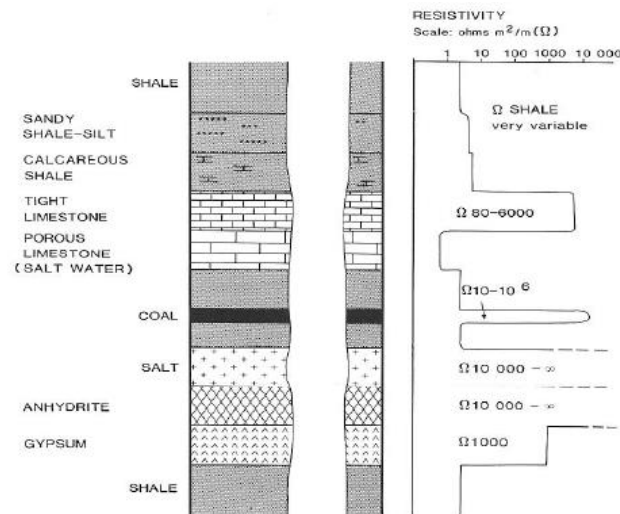 RESISTIVITY
Scale: ohms m²/m (Ω)
1 10 100 1000 10 000
SHALE
Ω SHALE
very variable
SANDY
SHALE-SILT
CALCAREOUS
SHALE
TIGHT
LIMESTONE
Ω 80-6000
POROUS
LIMESTONE
(SALT WATER)
Ω10-10⁶
COAL
SALT
Ω10 000 - ∞
ANHYDRITE
Ω10 000 - ∞
GYPSUM
Ω1000
SHALE